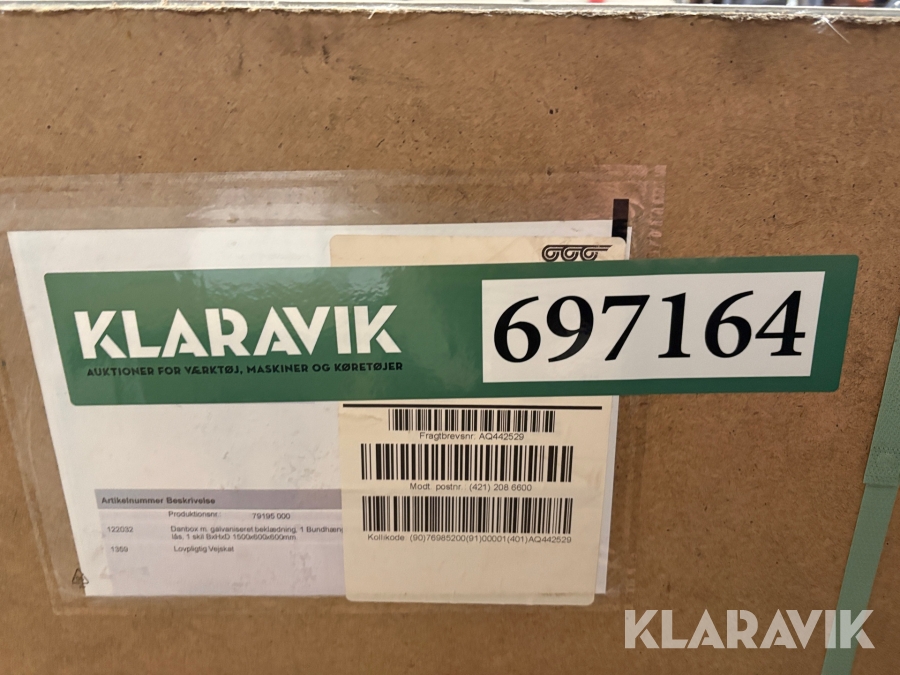 KLARAVIK
AUKTIONER FOR VÆRKTØJ, MASKINER OG KØRETØJER
697164
Fragtbrevsnr. AQ442529
Modt. postnr.: (421) 208 6600
Kollikode: (90)76985200(91)00001(401)AQ442529
Artikelnummer Beskrivelse
Produktionsnr.: 79195 000
122032 Danbox m. galvaniseret beklædning, 1 Bundhæng
lås, 1 skil BxHxD 1500x600x600mm
1359 Lovpligtig Vejskat
KLARAVIK